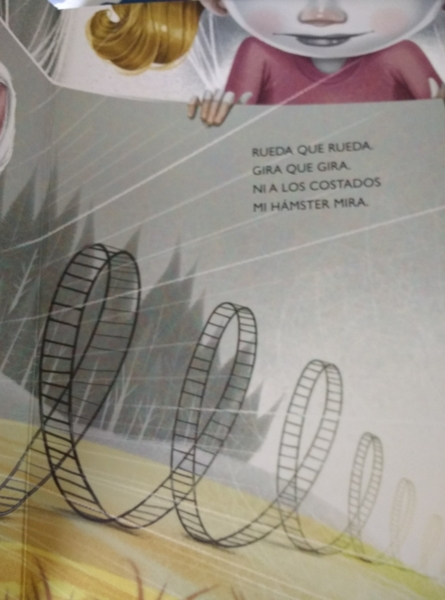 RUEDA QUE RUEDA.
GIRA QUE GIRA.
NI A LOS COSTADOS
MI HÁMSTER MIRA.